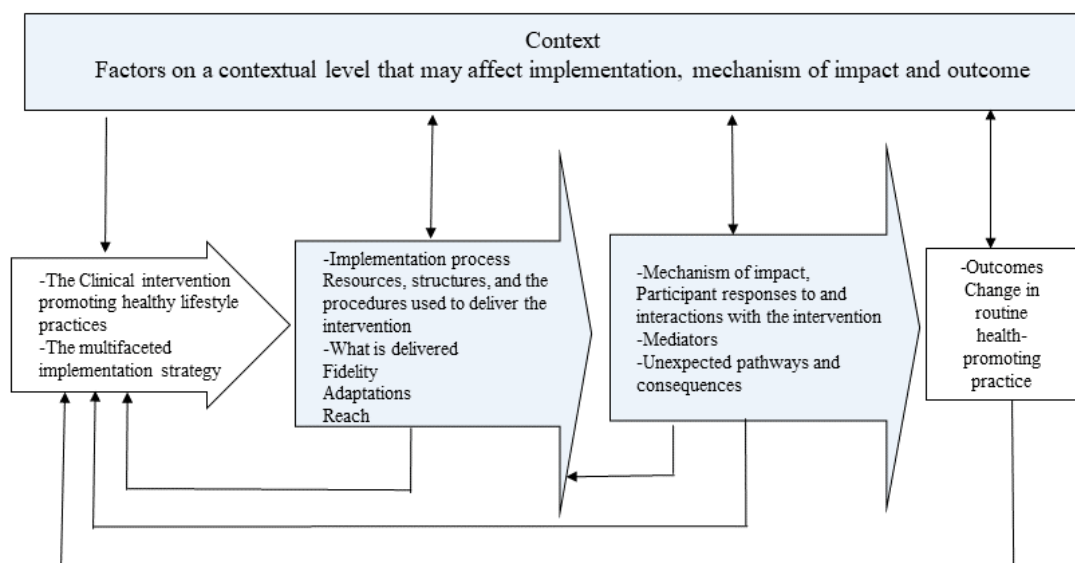 Context
Factors on a contextual level that may affect implementation, mechanism of impact and outcome
-The Clinical intervention
promoting healthy lifestyle
practices
-The multifaceted
implementation strategy
-Implementation process
Resources, structures, and the
procedures used to deliver the
intervention
-What is delivered
Fidelity
Adaptations
Reach
-Mechanism of impact,
Participant responses to and
interactions with the intervention
-Mediators
-Unexpected pathways and
consequences
-Outcomes
Change in
routine
health-
promoting
practice